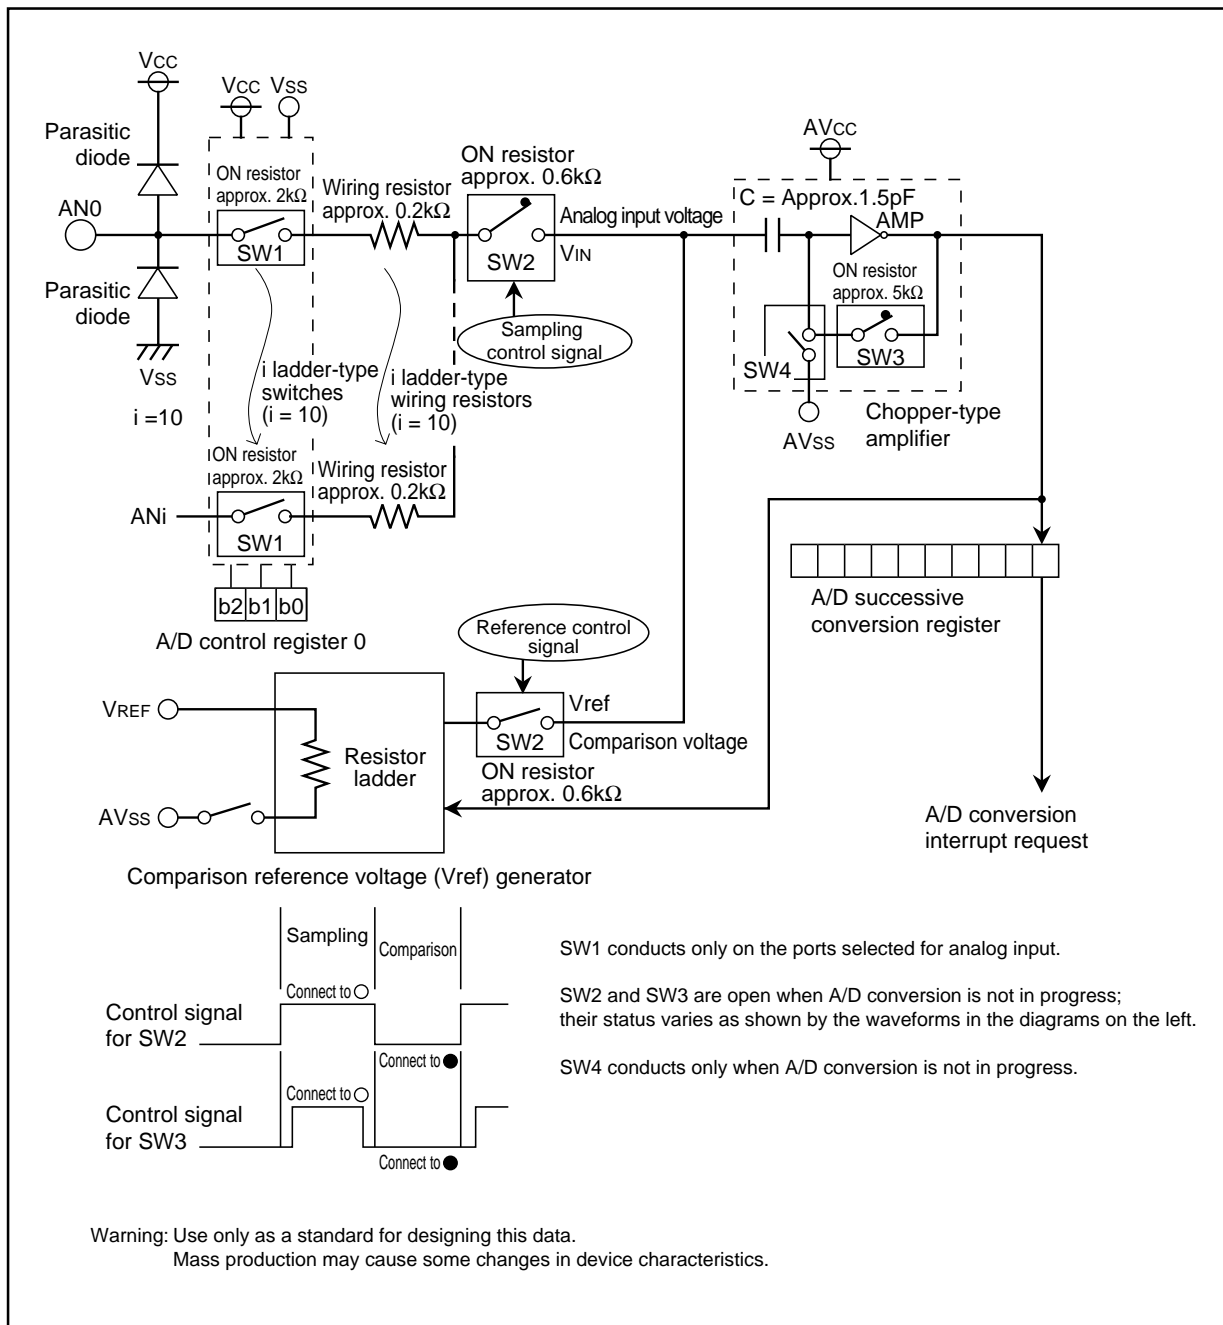 VCC
Parasitic
diode
AN0
Parasitic
diode
VSS
i =10
VCC
VSS
ON resistor
approx. 2kΩ
SW1
Wiring resistor
approx. 0.2kΩ
i ladder-type
switches
(i = 10)
i ladder-type
wiring resistors
(i = 10)
ON resistor
approx. 2kΩ
SW1
Wiring resistor
approx. 0.2kΩ
ANi
b2 b1 b0
A/D control register 0
ON resistor
approx. 0.6kΩ
SW2
Analog input voltage
VIN
Sampling
control signal
AVCC
C = Approx.1.5pF
AMP
ON resistor
approx. 5kΩ
SW3
SW4
AVSS
Chopper-type
amplifier
A/D successive
conversion register
A/D conversion
interrupt request
Reference control
signal
VREF
AVSS
Resistor
ladder
SW2
Vref
Comparison voltage
ON resistor
approx. 0.6kΩ
Comparison reference voltage (Vref) generator
Sampling
Comparison
Connect to
Control signal
for SW2
Connect to
Connect to
Control signal
for SW3
Connect to
SW1 conducts only on the ports selected for analog input.
SW2 and SW3 are open when A/D conversion is not in progress;
their status varies as shown by the waveforms in the diagrams on the left.
SW4 conducts only when A/D conversion is not in progress.
Warning: Use only as a standard for designing this data.
Mass production may cause some changes in device characteristics.